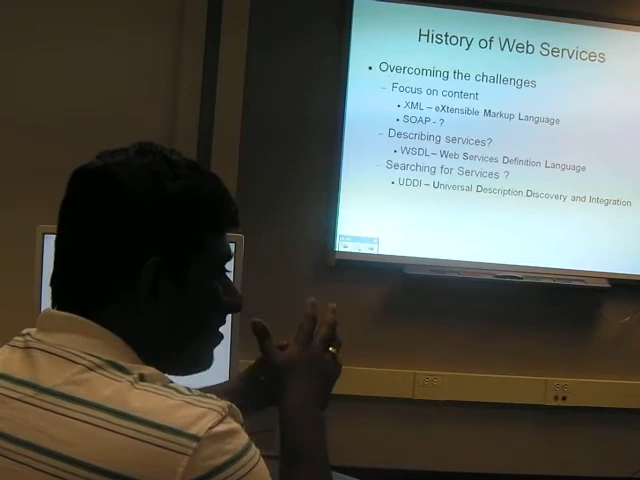 History of Web Services
• Overcoming the challenges
– Focus on content
• XML – eXtensible Markup Language
• SOAP - ?
– Describing services?
• WSDL – Web Services Definition Language
– Searching for Services ?
• UDDI – Universal Description, Discovery and Integration